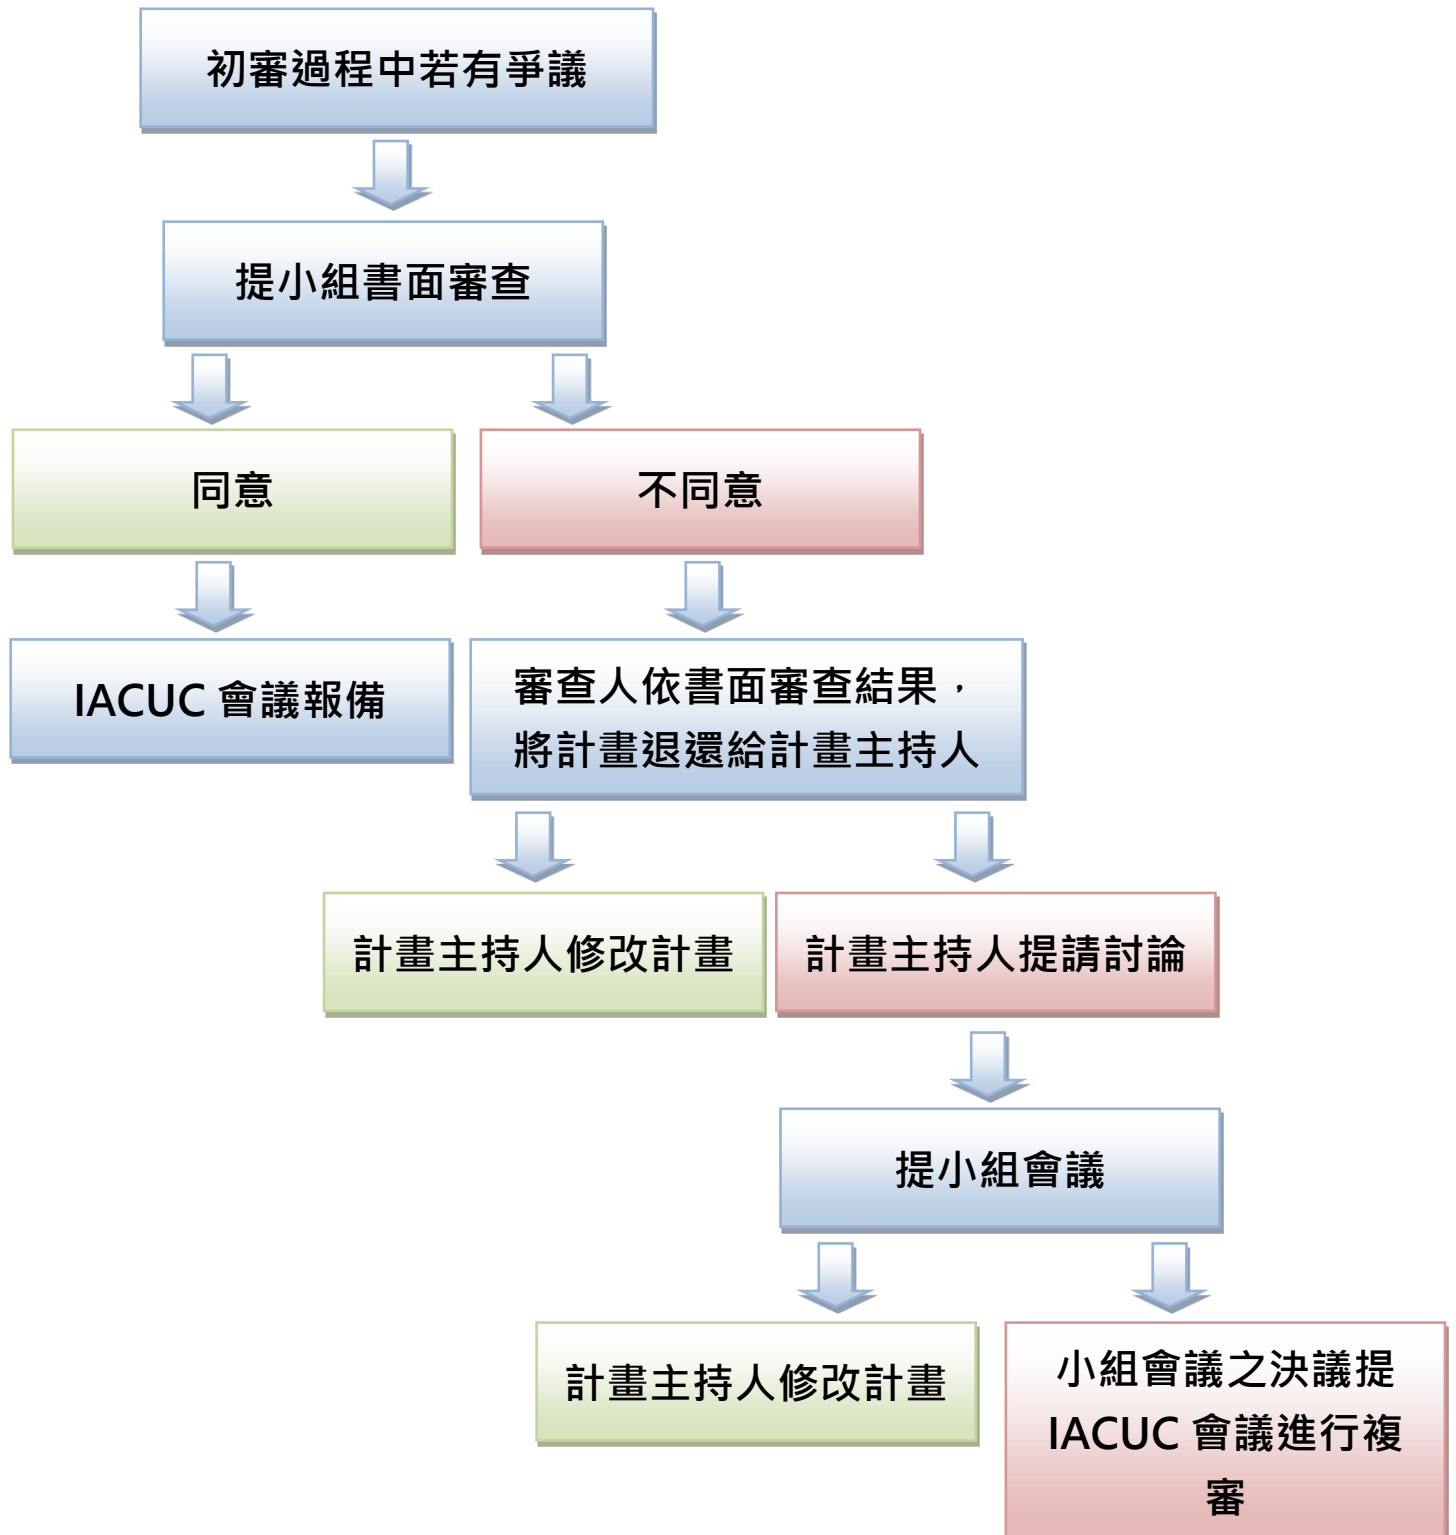 初審過程中若有爭議
提小組書面審查
同意
不同意
IACUC 會議報備
審查人依書面審查結果，
將計畫退還給計畫主持人
計畫主持人修改計畫
計畫主持人提請討論
提小組會議
計畫主持人修改計畫
小組會議之決議提
IACUC 會議進行複
審